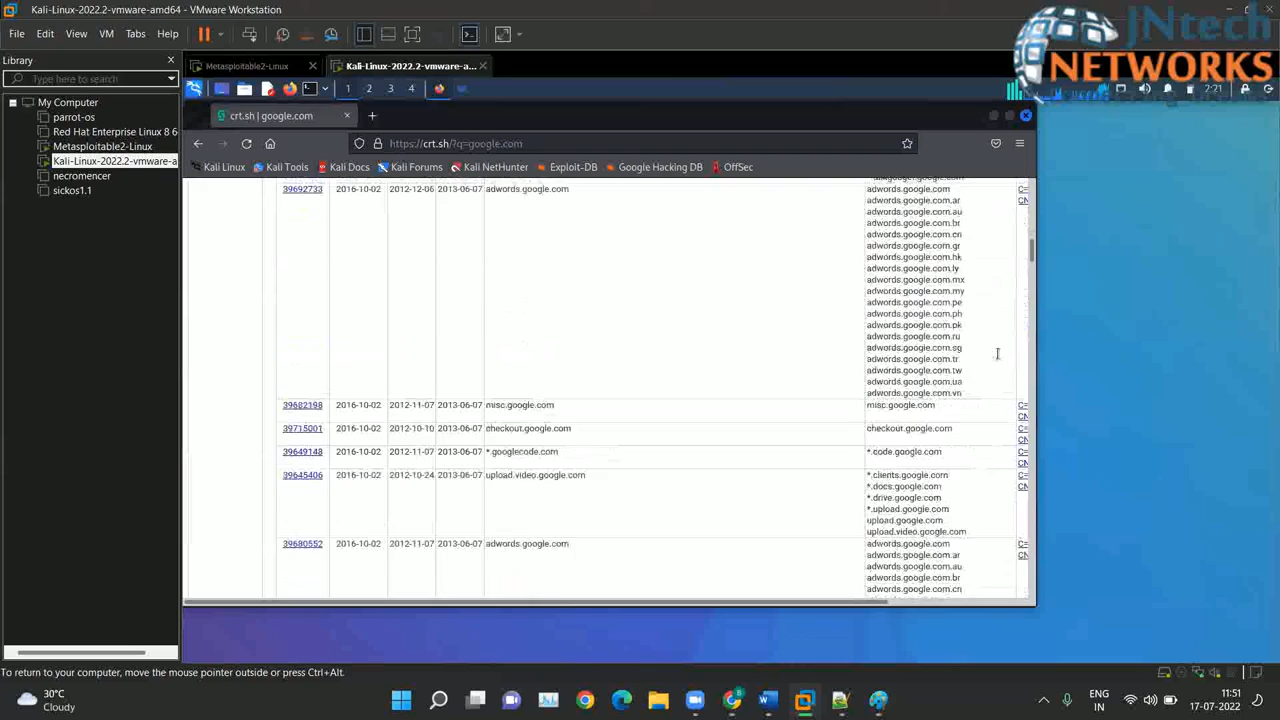 Kali-Linux-2022.2-vmware-amd64 - VMware Workstation
JNtech
NETWORKS
File Edit View VM Tabs Help
Library
Type here to search
My Computer
parrot-os
Red Hat Enterprise Linux 8 6
Metasploitable2-Linux
Kali-Linux-2022.2-vmware-a
necromencer
sickos1.1
Metasploitable2-Linux
Kali-Linux-2022.2-vmware-a...
1 2 3 4
2:21
crt.sh | google.com
https://crt.sh/?q=google.com
Kali Linux Kali Tools Kali Docs Kali Forums Kali NetHunter Exploit-DB Google Hacking DB OffSec
39692733 2016-10-02 2012-12-06 2013-06-07 adwords.google.com adwords.google.com C=
adwords.google.com.ar CN
adwords.google.com.au
adwords.google.com.br
adwords.google.com.cn
adwords.google.com.gr
adwords.google.com.hk
adwords.google.com.ly
adwords.google.com.mx
adwords.google.com.my
adwords.google.com.pe
adwords.google.com.ph
adwords.google.com.pk
adwords.google.com.ru
adwords.google.com.sg
adwords.google.com.tr
adwords.google.com.tw
adwords.google.com.ua
adwords.google.com.vn
39682198 2016-10-02 2012-11-07 2013-06-07 misc.google.com misc.google.com C=
CN
39715001 2016-10-02 2012-10-10 2013-06-07 checkout.google.com checkout.google.com C=
CN
39649148 2016-10-02 2012-11-07 2013-06-07 *.googlecode.com *.code.google.com C=
CN
39645406 2016-10-02 2012-10-24 2013-06-07 upload.video.google.com *.clients.google.com C=
*.docs.google.com CN
*.drive.google.com
*.upload.google.com
upload.google.com
upload.video.google.com
39680552 2016-10-02 2012-11-07 2013-06-07 adwords.google.com adwords.google.com C=
adwords.google.com.ar CN
adwords.google.com.au
adwords.google.com.br
adwords.google.com.cn
To return to your computer, move the mouse pointer outside or press Ctrl+Alt.
30°C
Cloudy
ENG
IN
11:51
17-07-2022